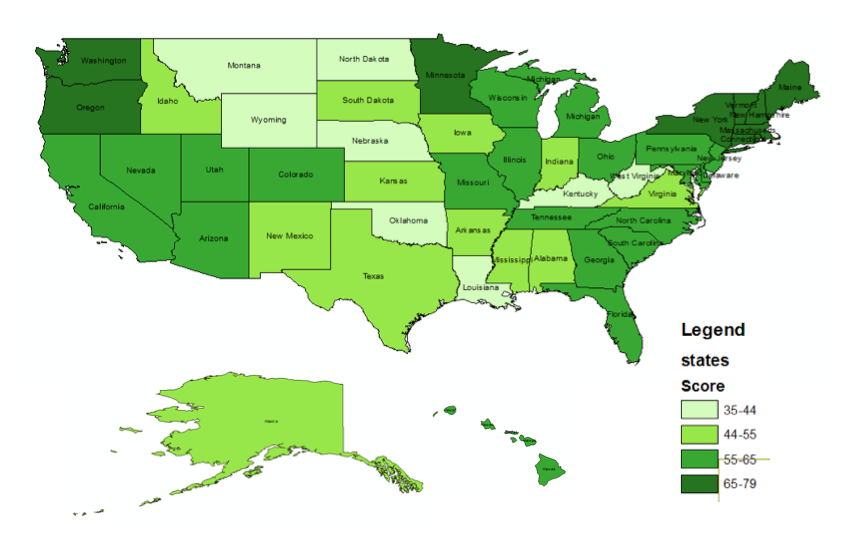 Washington
Montana
North Dakota
Minnesota
Michigan
Maine
Oregon
Idaho
South Dakota
Wisconsin
Michigan
Vermont
New Hampshire
New York
Wyoming
Iowa
Massachusetts
Connecticut
Nebraska
Pennsylvania
Nevada
Utah
Colorado
Illinois
Indiana
Ohio
New Jersey
Kansas
Missouri
West Virginia
Maryland
Delaware
California
Kentucky
Virginia
Arizona
New Mexico
Oklahoma
Arkansas
Tennessee
North Carolina
South Carolina
Texas
Mississippi
Alabama
Georgia
Louisiana
Florida
Legend
states
Score
35-44
44-55
55-65
65-79